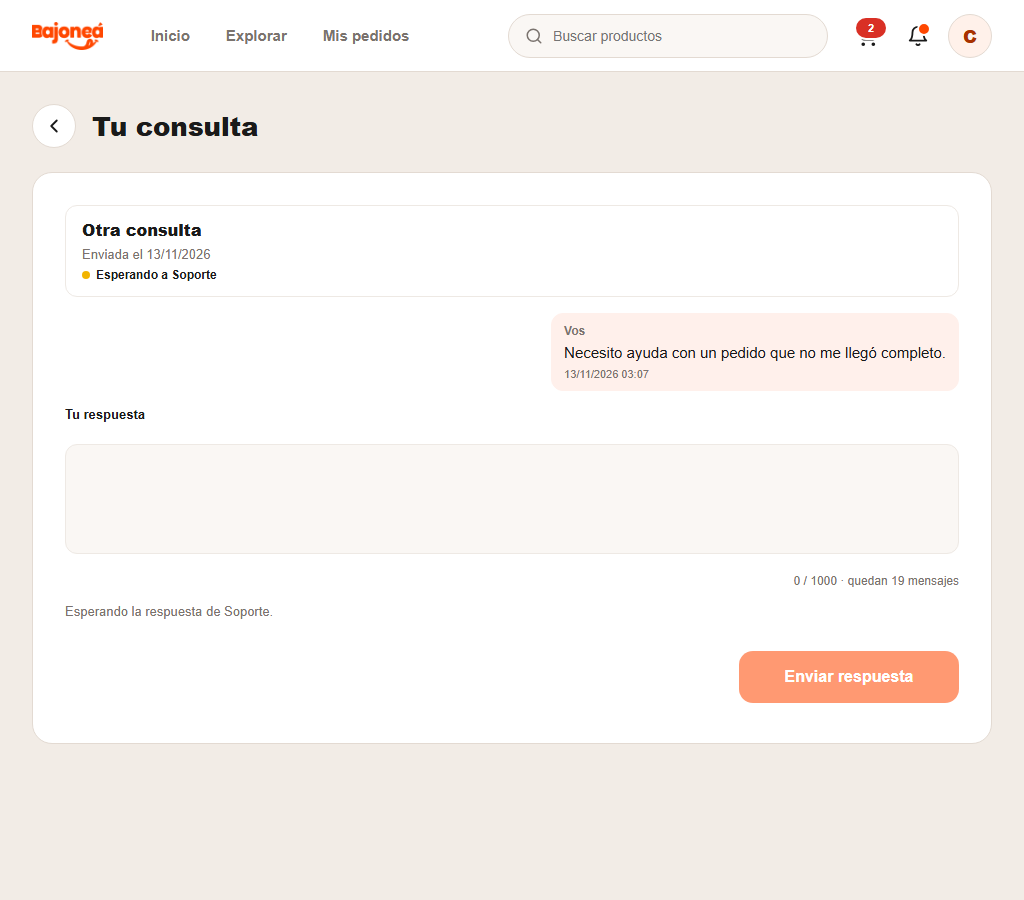 Bajoneá
Inicio
Explorar
Mis pedidos
Buscar productos
2
C
Tu consulta
Otra consulta
Enviada el 13/11/2026
Esperando a Soporte
Vos
Necesito ayuda con un pedido que no me llegó completo.
13/11/2026 03:07
Tu respuesta
0 / 1000 · quedan 19 mensajes
Esperando la respuesta de Soporte.
Enviar respuesta